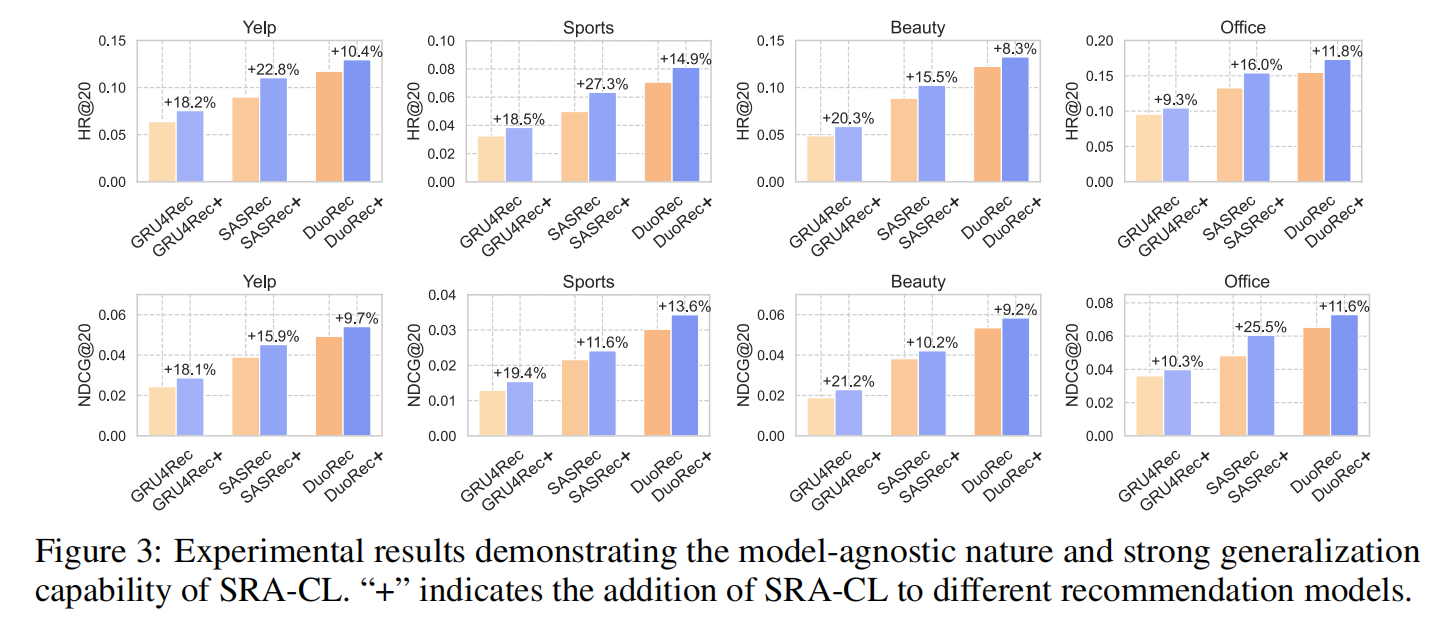 Yelp
HR@20
0.15
0.10
0.05
0.00
+18.2%
+22.8%
+10.4%
GRU4Rec
GRU4Rec+
SASRec
SASRec+
DuoRec
DuoRec+
Sports
HR@20
0.10
0.08
0.06
0.04
0.02
0.00
+18.5%
+27.3%
+14.9%
GRU4Rec
GRU4Rec+
SASRec
SASRec+
DuoRec
DuoRec+
Beauty
HR@20
0.15
0.10
0.05
0.00
+20.3%
+15.5%
+8.3%
GRU4Rec
GRU4Rec+
SASRec
SASRec+
DuoRec
DuoRec+
Office
HR@20
0.20
0.15
0.10
0.05
0.00
+9.3%
+16.0%
+11.8%
GRU4Rec
GRU4Rec+
SASRec
SASRec+
DuoRec
DuoRec+
Yelp
NDCG@20
0.06
0.04
0.02
0.00
+18.1%
+15.9%
+9.7%
GRU4Rec
GRU4Rec+
SASRec
SASRec+
DuoRec
DuoRec+
Sports
NDCG@20
0.04
0.03
0.02
0.01
0.00
+19.4%
+11.6%
+13.6%
GRU4Rec
GRU4Rec+
SASRec
SASRec+
DuoRec
DuoRec+
Beauty
NDCG@20
0.06
0.04
0.02
0.00
+21.2%
+10.2%
+9.2%
GRU4Rec
GRU4Rec+
SASRec
SASRec+
DuoRec
DuoRec+
Office
NDCG@20
0.08
0.06
0.04
0.02
0.00
+10.3%
+25.5%
+11.6%
GRU4Rec
GRU4Rec+
SASRec
SASRec+
DuoRec
DuoRec+
Figure 3: Experimental results demonstrating the model-agnostic nature and strong generalization
capability of SRA-CL. “+” indicates the addition of SRA-CL to different recommendation models.